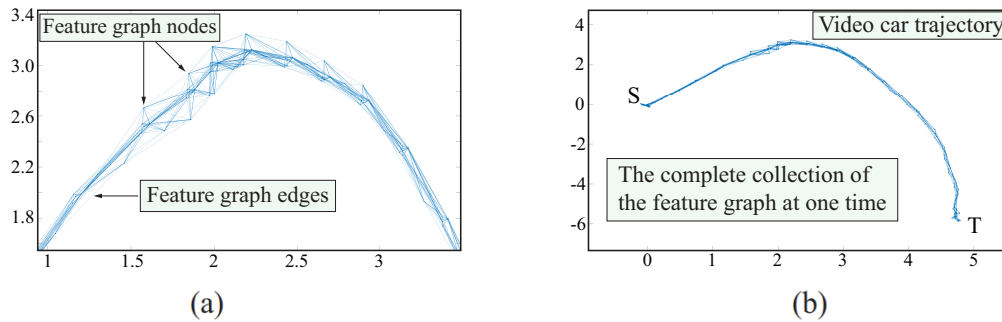 3.4
3.0
2.6
2.2
1.8
Feature graph nodes
Feature graph edges
1 1.5 2 2.5 3
(a)
4
2
0
-2
-4
-6
Video car trajectory
S
The complete collection of
the feature graph at one time
T
0 1 2 3 4 5
(b)